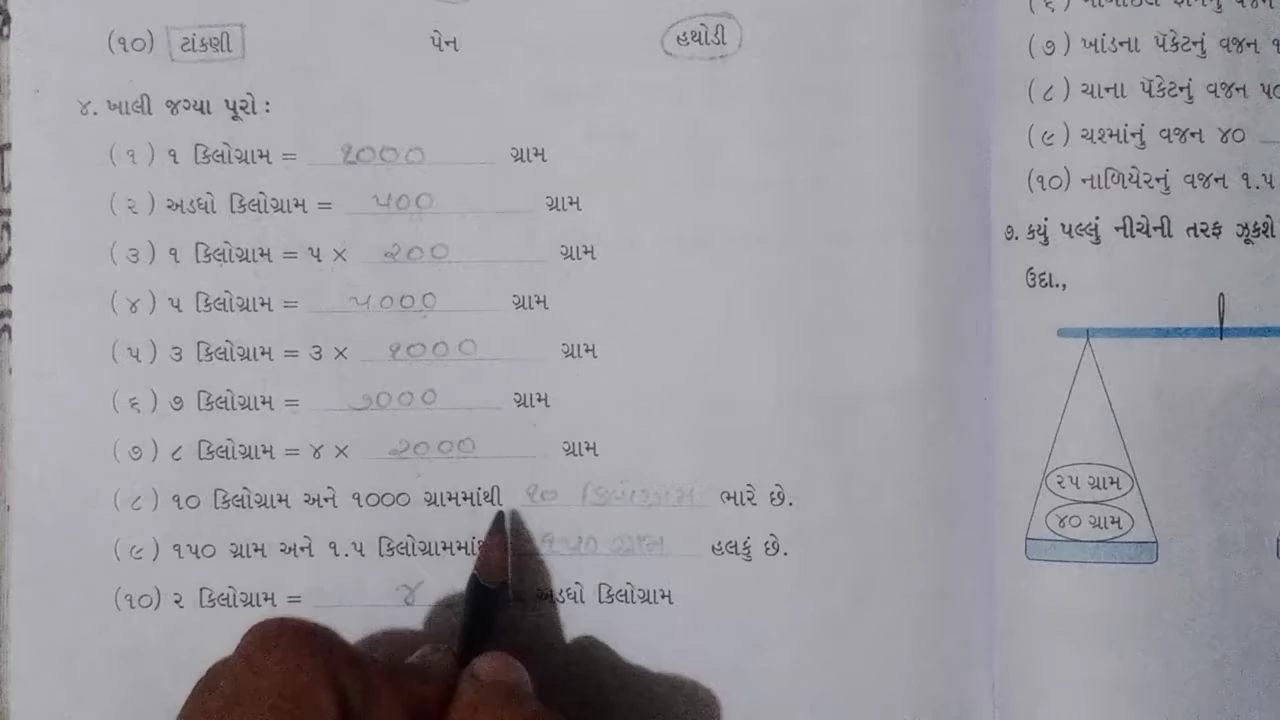 (૧૦) ટાંકણી પેન હથોડી
૪. ખાલી જગ્યા પૂરો :
(૧) ૧ કિલોગ્રામ = ૧૦૦૦ ગ્રામ
(૨) અડધો કિલોગ્રામ = ૫૦૦ ગ્રામ
(૩) ૧ કિલોગ્રામ = ૫ × ૨૦૦ ગ્રામ
(૪) ૫ કિલોગ્રામ = ૫૦૦૦ ગ્રામ
(૫) ૩ કિલોગ્રામ = ૩ × ૧૦૦૦ ગ્રામ
(૬) ૭ કિલોગ્રામ = ૭૦૦૦ ગ્રામ
(૭) ૮ કિલોગ્રામ = ૪ × ૨૦૦૦ ગ્રામ
(૮) ૧૦ કિલોગ્રામ અને ૧૦૦૦ ગ્રામમાંથી ૧૦ કિલોગ્રામ ભારે છે.
(૯) ૧૫૦ ગ્રામ અને ૧.૫ ૧૫૦ ગ્રામ હલકું છે.
(૧૦) ૨ કિલોગ્રામ = ૪ અડધો કિલોગ્રામ
(૭) ખાંડના પૅકેટનું વજન ૧
(૮) ચાના પૅકેટનું વજન ૫૦
(૯) ચશ્માંનું વજન ૪૦
(૧૦) નાળિયેરનું વજન ૧.૫
૭. કયું પલ્લું નીચેની તરફ ઝૂકશે
ઉદા.,
૨૫ ગ્રામ
૪૦ ગ્રામ